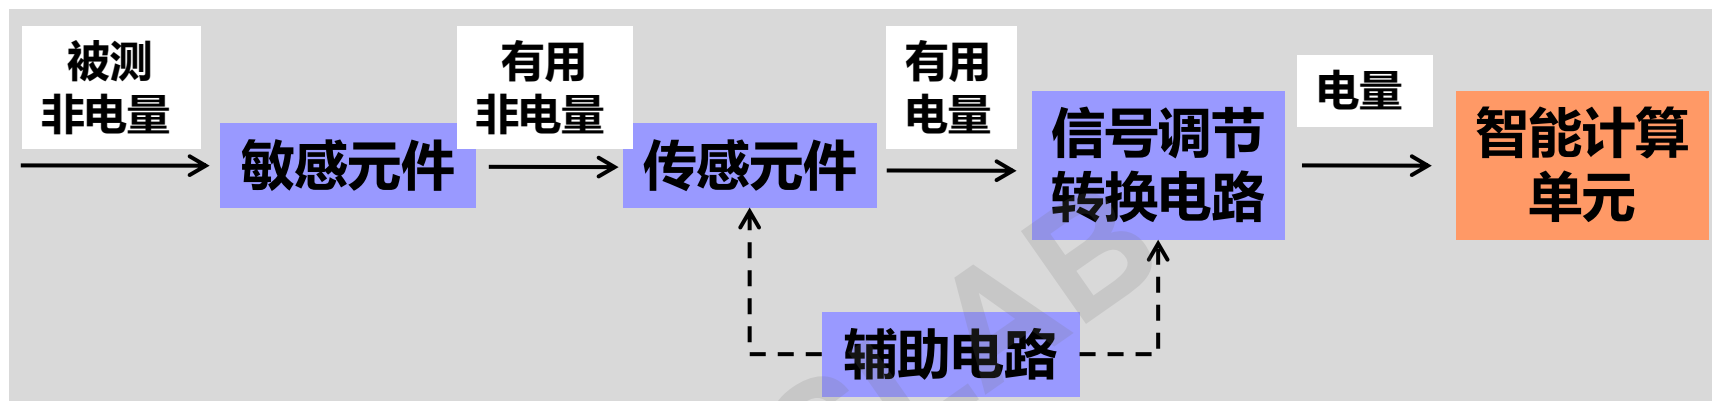 被测
非电量
敏感元件
有用
非电量
传感元件
有用
电量
信号调节
转换电路
电量
智能计算
单元
辅助电路
SLAB